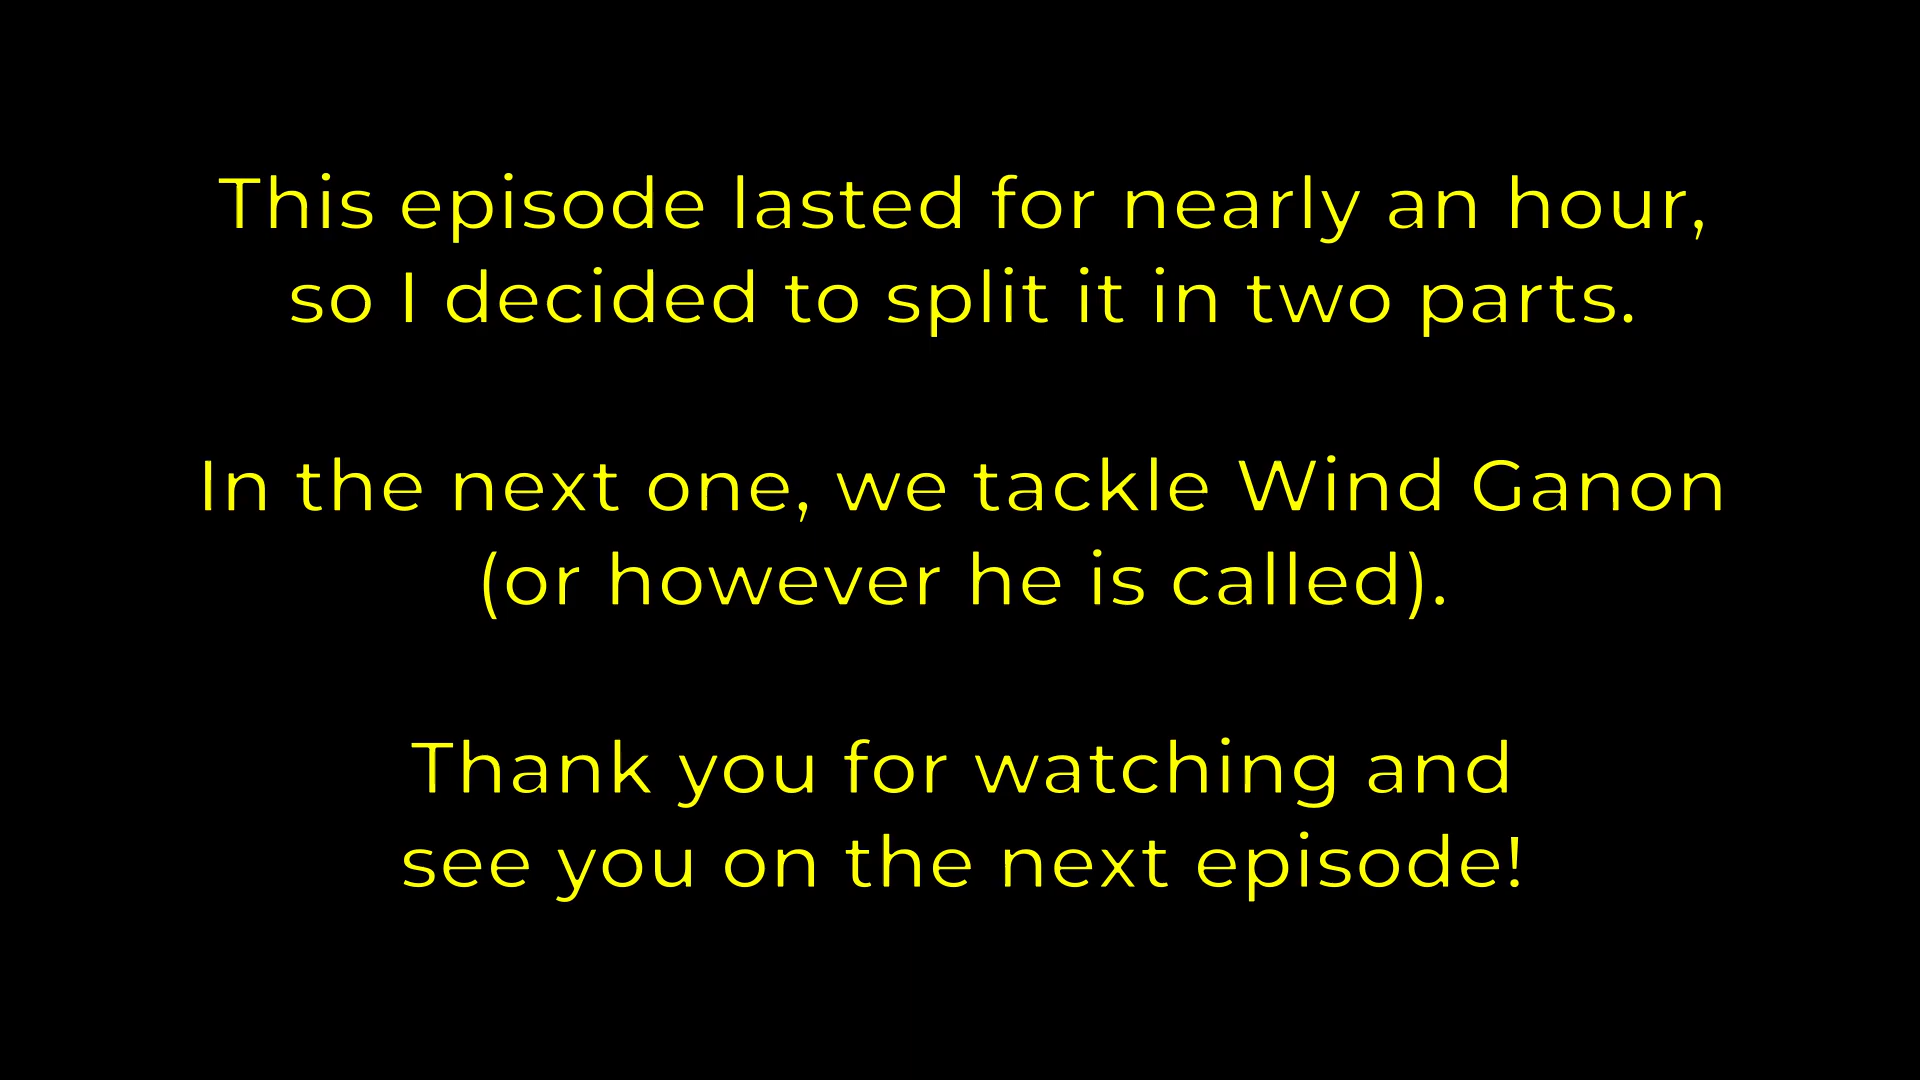 This episode lasted for nearly an hour,
so I decided to split it in two parts.
In the next one, we tackle Wind Ganon
(or however he is called).
Thank you for watching and
see you on the next episode!